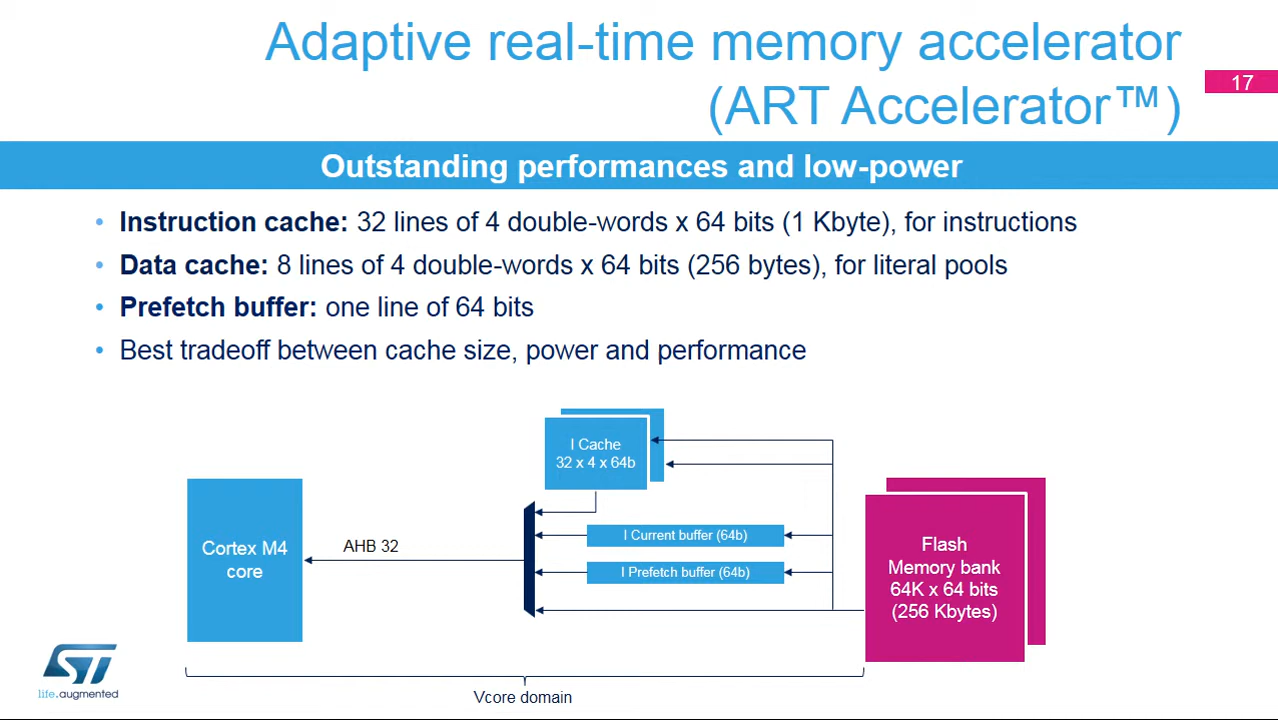 Adaptive real-time memory accelerator
(ART Accelerator™)
17
Outstanding performances and low-power
• Instruction cache: 32 lines of 4 double-words x 64 bits (1 Kbyte), for instructions
• Data cache: 8 lines of 4 double-words x 64 bits (256 bytes), for literal pools
• Prefetch buffer: one line of 64 bits
• Best tradeoff between cache size, power and performance
I Cache
32 x 4 x 64b
Cortex M4
core
AHB 32
I Current buffer (64b)
I Prefetch buffer (64b)
Flash
Memory bank
64K x 64 bits
(256 Kbytes)
Vcore domain
ST
life.augmented